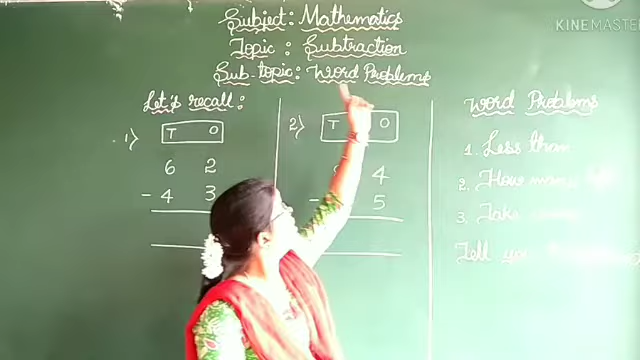 Subject: Mathematics
Topic: Subtraction
Sub-topic: Word Problems
Let's recall:
1)
T O
6 2
- 4 3
2)
T O
4
- 5
Word Problems
1. Less than
2. How many
3. Take
Tell
KINEMASTER